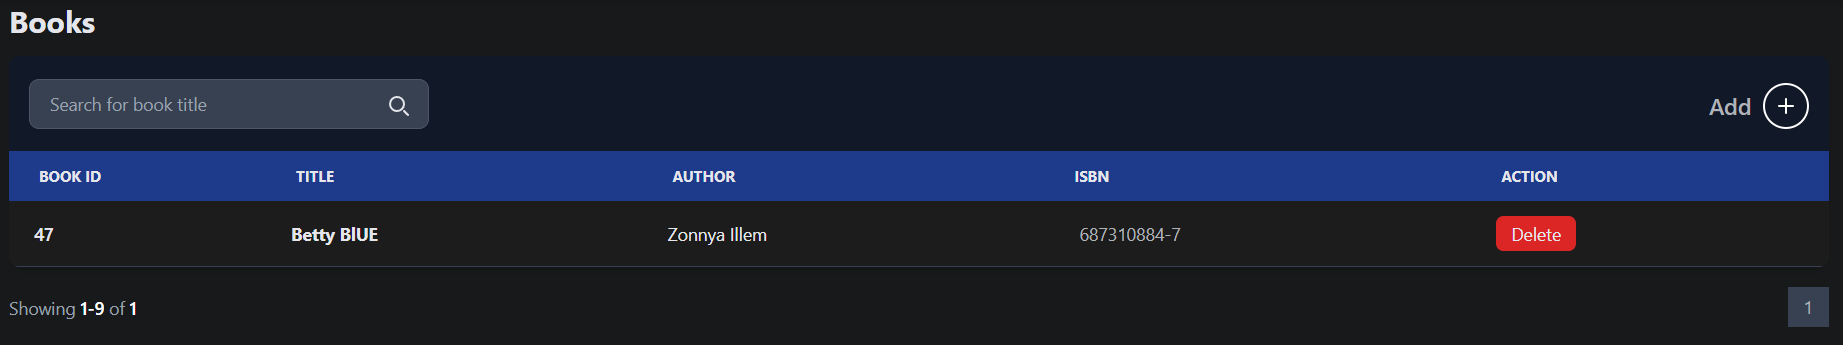 Books
Search for book title
Add
BOOK ID TITLE AUTHOR ISBN ACTION
47 Betty BlUE Zonnya Illem 687310884-7 Delete
Showing 1-9 of 1 1